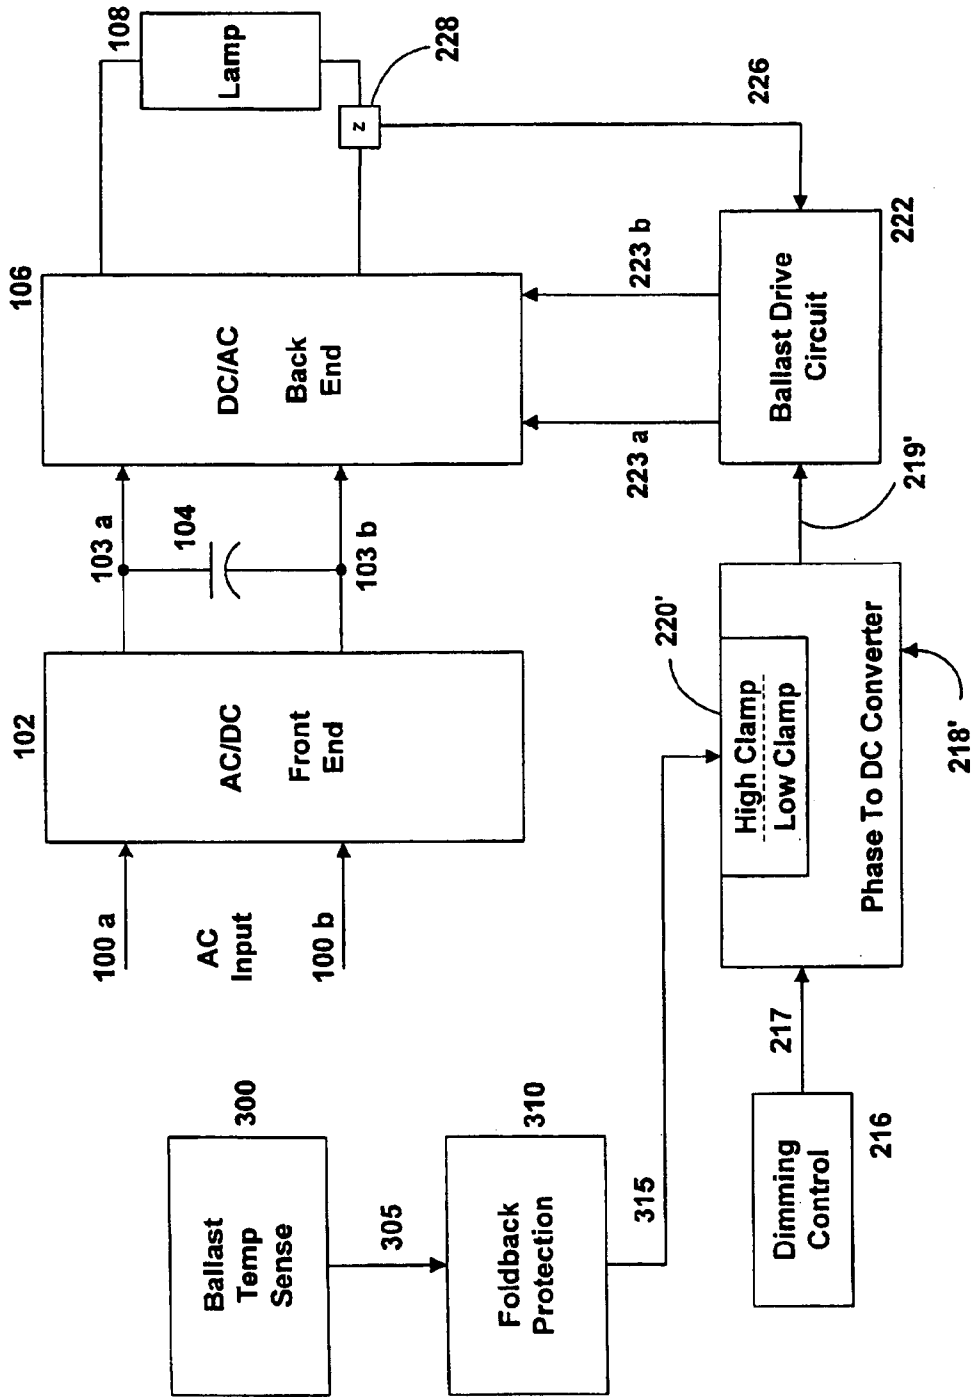 300
Ballast
Temp
Sense
305
310
Foldback
Protection
315
100 a
AC
Input
100 b
102
AC/DC
Front
End
103 a
104
103 b
106
DC/AC
Back
End
108
Lamp
z
228
226
223 a
223 b
222
Ballast Drive
Circuit
219'
220'
High Clamp
Low Clamp
Phase To DC Converter
218'
217
Dimming
Control
216